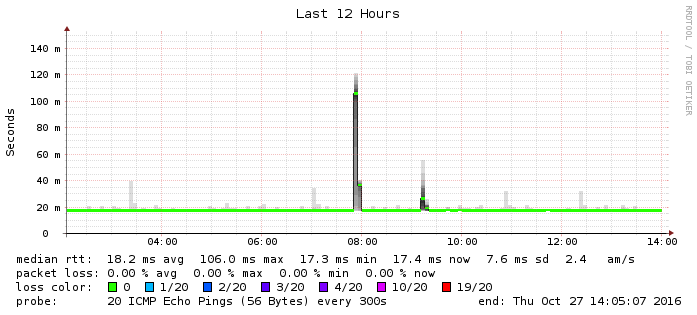 Last 12 Hours
RRDTOOL / TOBI OETIKER
Seconds
140 m
120 m
100 m
80 m
60 m
40 m
20 m
0
04:00 06:00 08:00 10:00 12:00 14:00
median rtt: 18.2 ms avg 106.0 ms max 17.3 ms min 17.4 ms now 7.6 ms sd 2.4 am/s
packet loss: 0.00 % avg 0.00 % max 0.00 % min 0.00 % now
loss color: 0 1/20 2/20 3/20 4/20 10/20 19/20
probe: 20 ICMP Echo Pings (56 Bytes) every 300s end: Thu Oct 27 14:05:07 2016